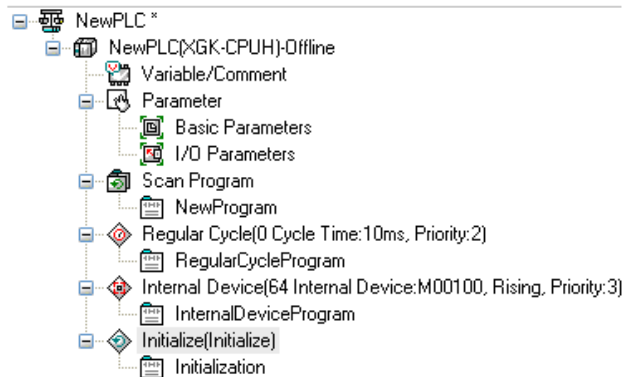 NewPLC *
NewPLC(XGK-CPUH)-Offline
Variable/Comment
Parameter
Basic Parameters
I/O Parameters
Scan Program
NewProgram
Regular Cycle(0 Cycle Time:10ms, Priority:2)
RegularCycleProgram
Internal Device(64 Internal Device:M00100, Rising, Priority:3)
InternalDeviceProgram
Initialize(Initialize)
Initialization